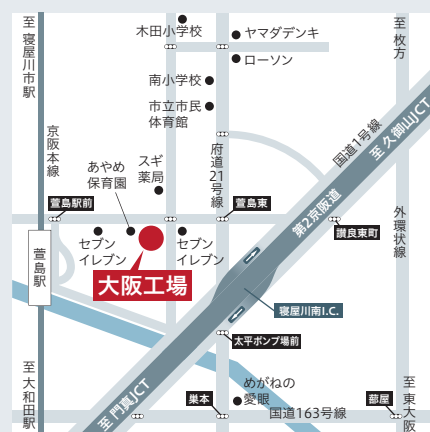 至 寝屋川市駅
木田小学校
ヤマダデンキ
ローソン
至 枚方
南小学校
市立市民
体育館
国道1号線
至 久御山JCT
京阪本線
あやめ
保育園
スギ
薬局
府道21号線
萱島駅前
萱島東
第2京阪道
讃良東町
外環状線
セブン
イレブン
セブン
イレブン
萱島駅
大阪工場
寝屋川南I.C.
太平ポンプ場前
至 大和田駅
至 門真JCT
巣本
めがねの
愛眼
国道163号線
蔀屋
至 東大阪